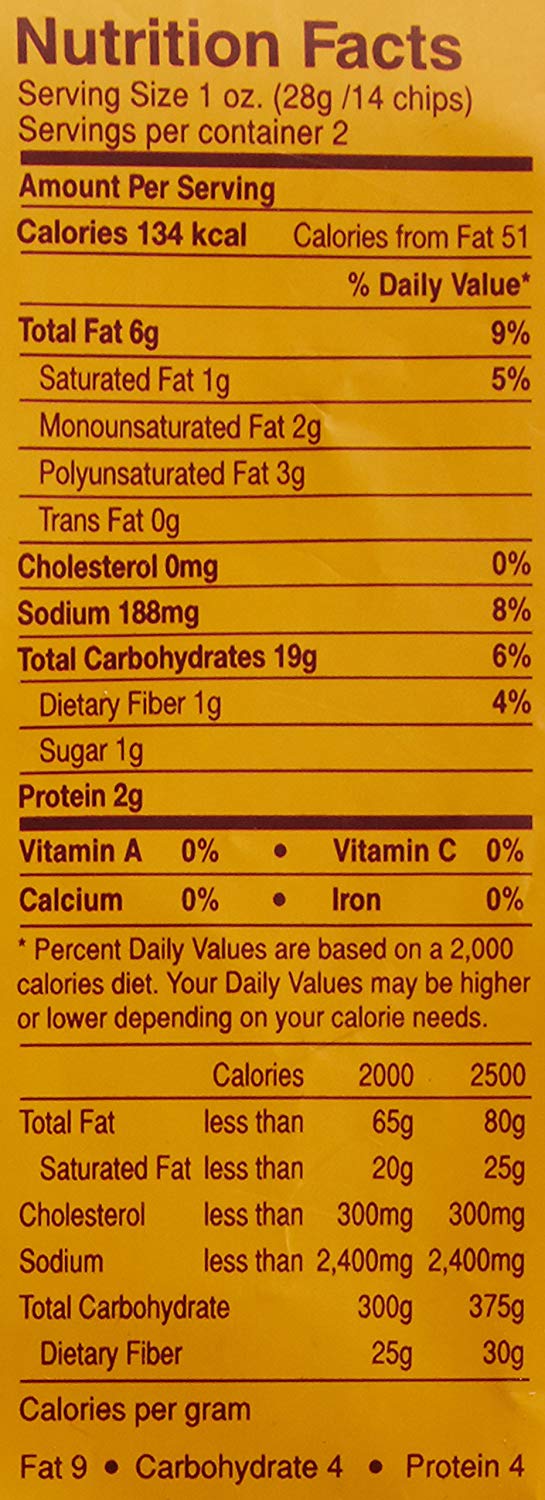 Nutrition Facts
Serving Size 1 oz. (28g /14 chips)
Servings per container 2
Amount Per Serving
Calories 134 kcal Calories from Fat 51
% Daily Value*
Total Fat 6g 9%
Saturated Fat 1g 5%
Monounsaturated Fat 2g
Polyunsaturated Fat 3g
Trans Fat 0g
Cholesterol 0mg 0%
Sodium 188mg 8%
Total Carbohydrates 19g 6%
Dietary Fiber 1g 4%
Sugar 1g
Protein 2g
Vitamin A 0% • Vitamin C 0%
Calcium 0% • Iron 0%
* Percent Daily Values are based on a 2,000
calories diet. Your Daily Values may be higher
or lower depending on your calorie needs.
Calories 2000 2500
Total Fat less than 65g 80g
Saturated Fat less than 20g 25g
Cholesterol less than 300mg 300mg
Sodium less than 2,400mg 2,400mg
Total Carbohydrate 300g 375g
Dietary Fiber 25g 30g
Calories per gram
Fat 9 • Carbohydrate 4 • Protein 4